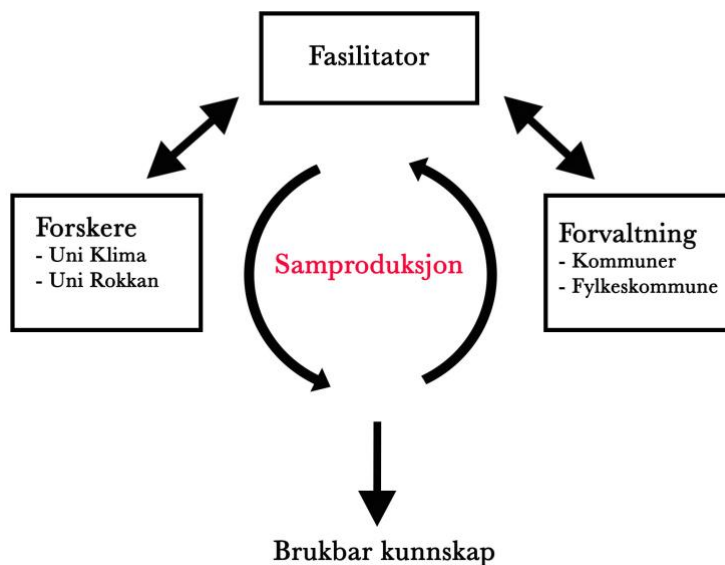 Fasilitator
Forskere
- Uni Klima
- Uni Rokkan
Samproduksjon
Forvaltning
- Kommuner
- Fylkeskommune
Brukbar kunnskap